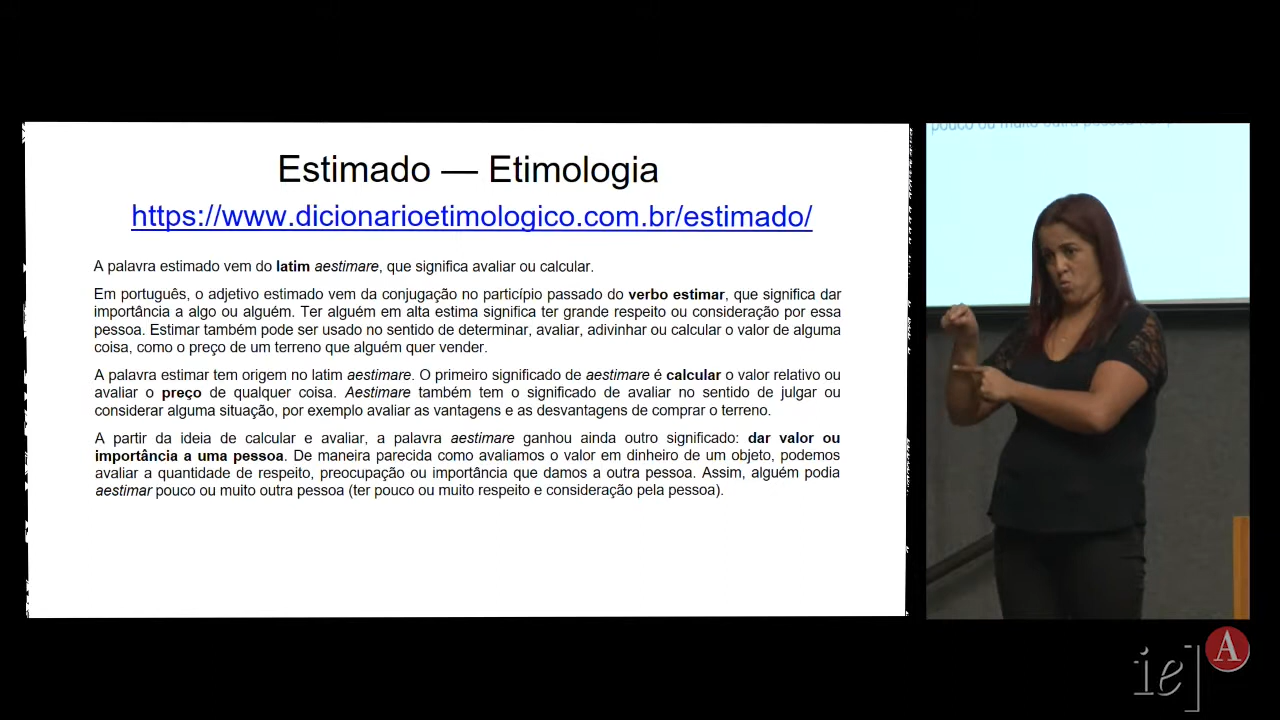 Estimado — Etimologia
https://www.dicionarioetimologico.com.br/estimado/
A palavra estimado vem do latim aestimare, que significa avaliar ou calcular.
Em português, o adjetivo estimado vem da conjugação no particípio passado do verbo estimar, que significa dar
importância a algo ou alguém. Ter alguém em alta estima significa ter grande respeito ou consideração por essa
pessoa. Estimar também pode ser usado no sentido de determinar, avaliar, adivinhar ou calcular o valor de alguma
coisa, como o preço de um terreno que alguém quer vender.
A palavra estimar tem origem no latim aestimare. O primeiro significado de aestimare é calcular o valor relativo ou
avaliar o preço de qualquer coisa. Aestimare também tem o significado de avaliar no sentido de julgar ou
considerar alguma situação, por exemplo avaliar as vantagens e as desvantagens de comprar o terreno.
A partir da ideia de calcular e avaliar, a palavra aestimare ganhou ainda outro significado: dar valor ou
importância a uma pessoa. De maneira parecida como avaliamos o valor em dinheiro de um objeto, podemos
avaliar a quantidade de respeito, preocupação ou importância que damos a outra pessoa. Assim, alguém podia
aestimar pouco ou muito outra pessoa (ter pouco ou muito respeito e consideração pela pessoa).
pouco ou muito outra
ie] A